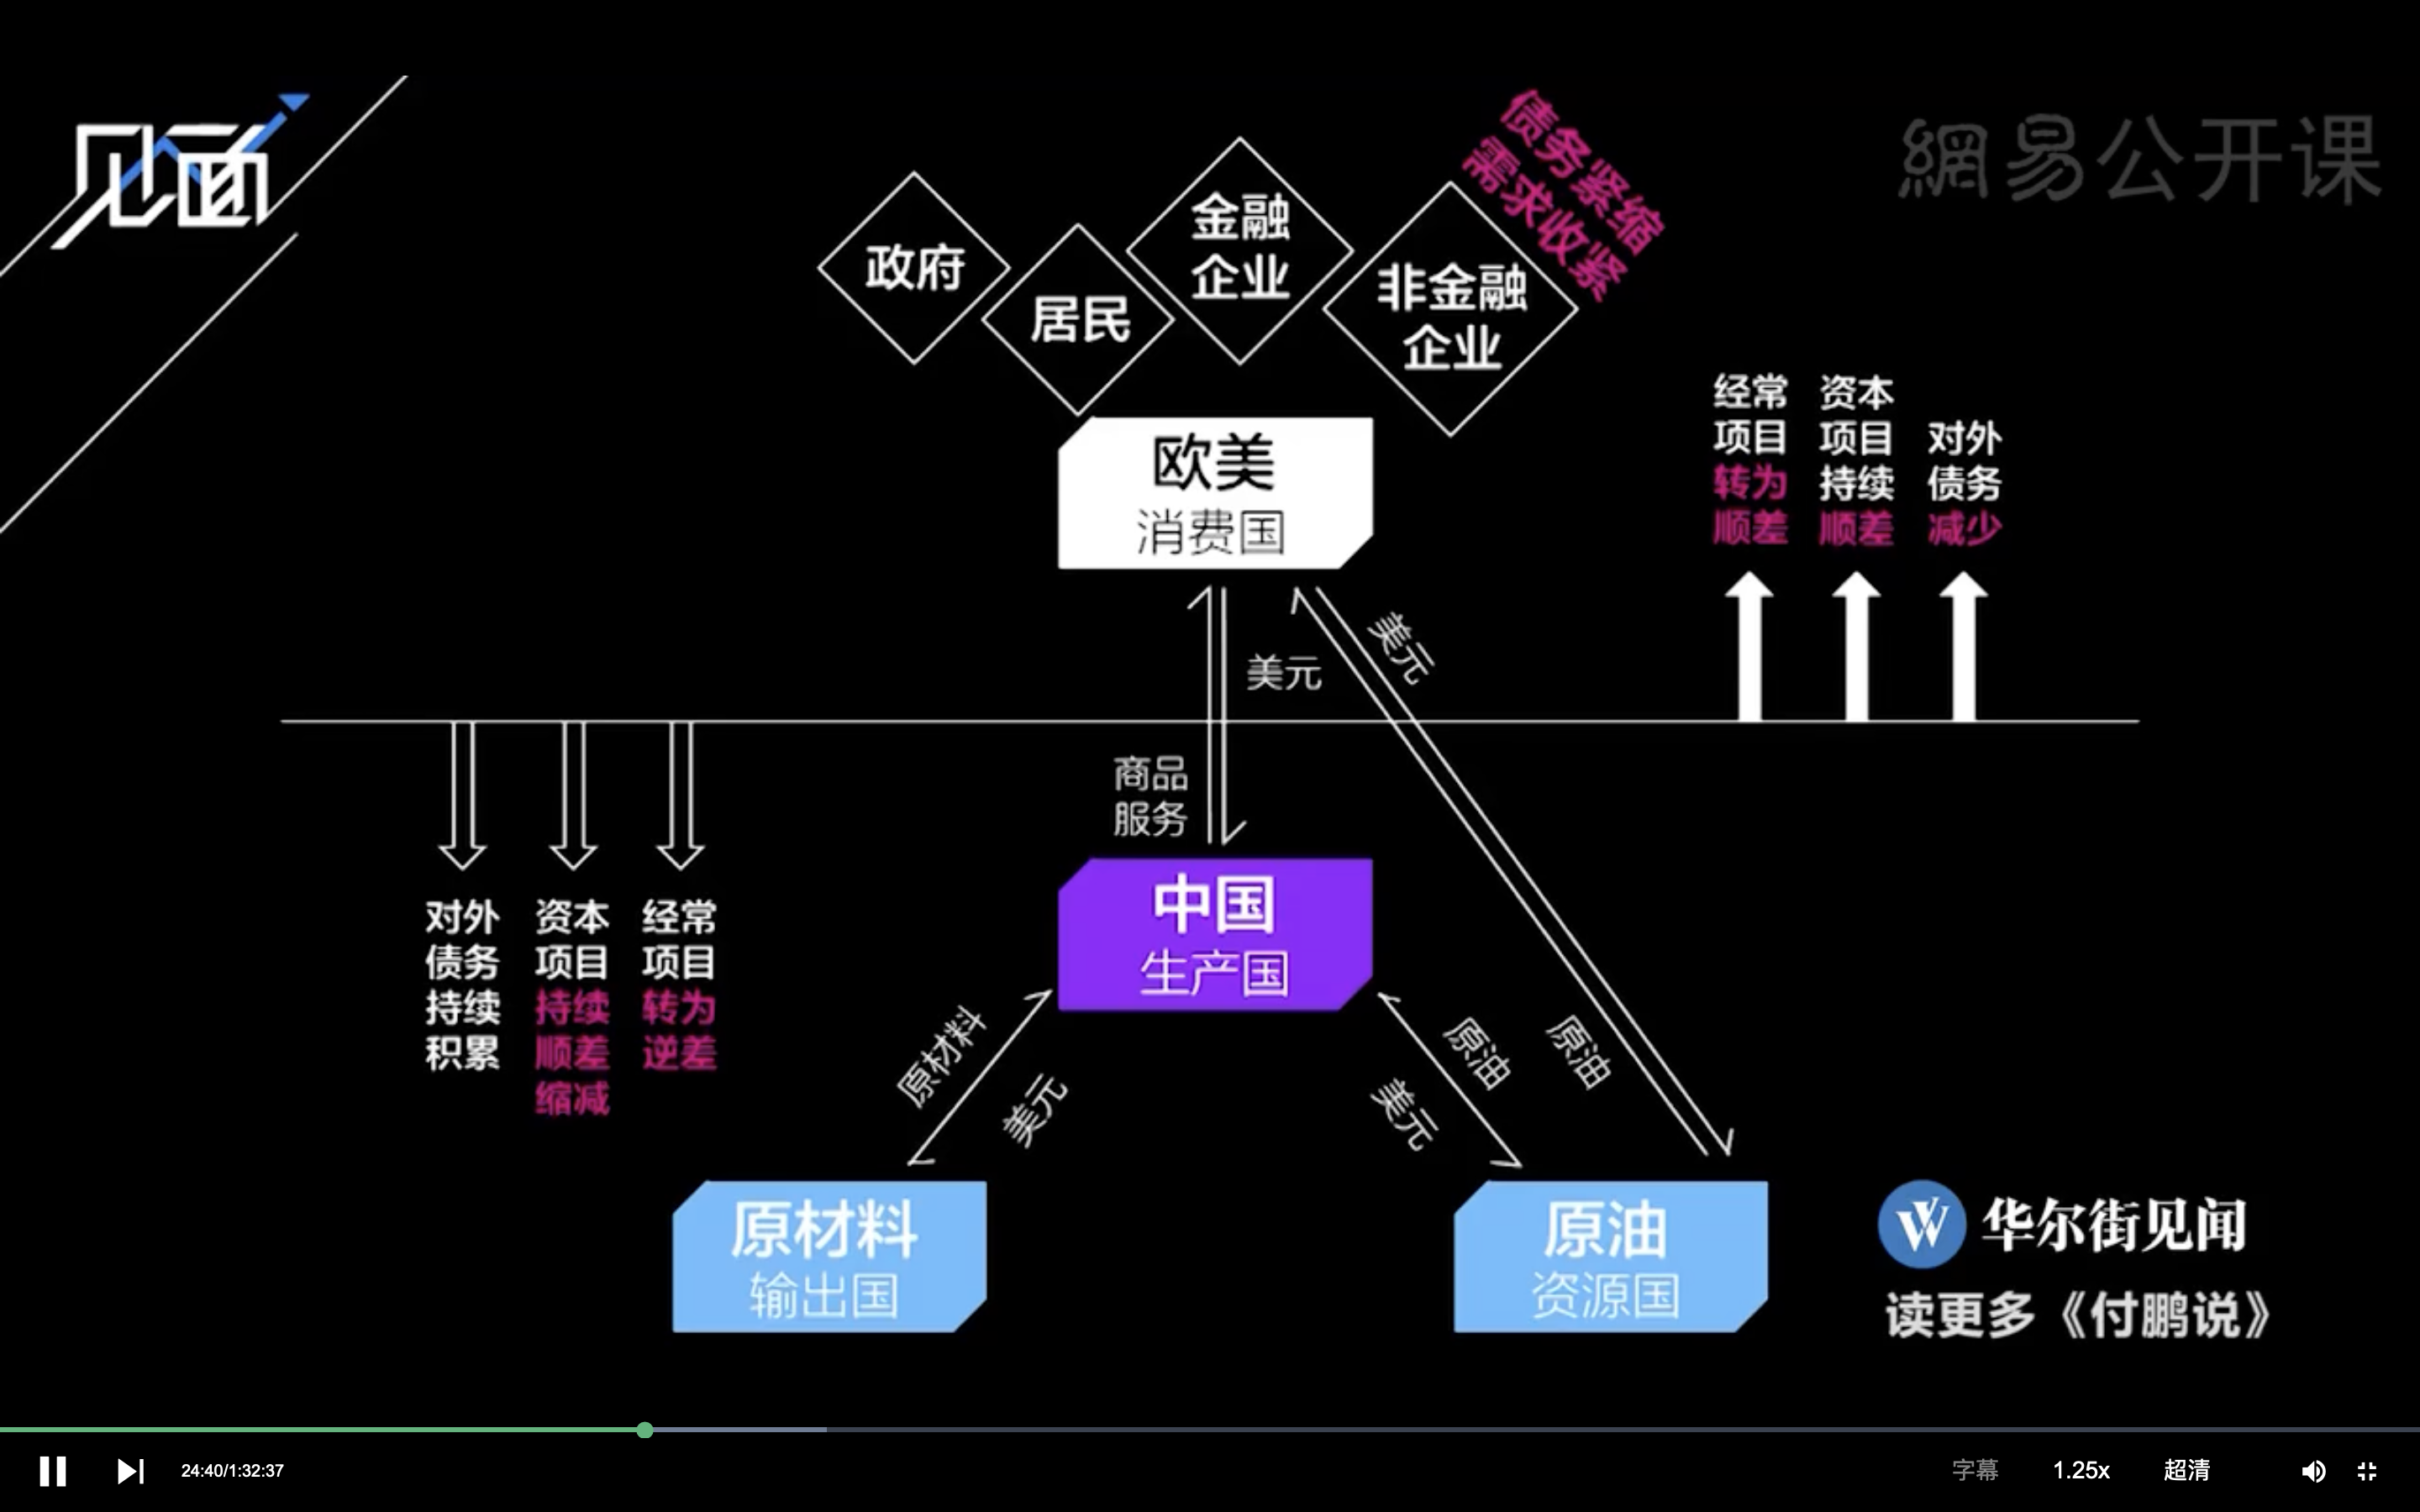 见面
網易公开课
债务紧缩
需求收紧
政府
居民
金融
企业
非金融
企业
欧美
消费国
经常
项目
转为
顺差
资本
项目
持续
顺差
对外
债务
减少
美元
美元
商品
服务
对外
债务
持续
积累
资本
项目
持续
顺差
缩减
经常
项目
转为
逆差
中国
生产国
原材料
美元
原油
美元
原油
原材料
输出国
原油
资源国
W 华尔街见闻
读更多《付鹏说》
24:40/1:32:37
字幕
1.25x
超清